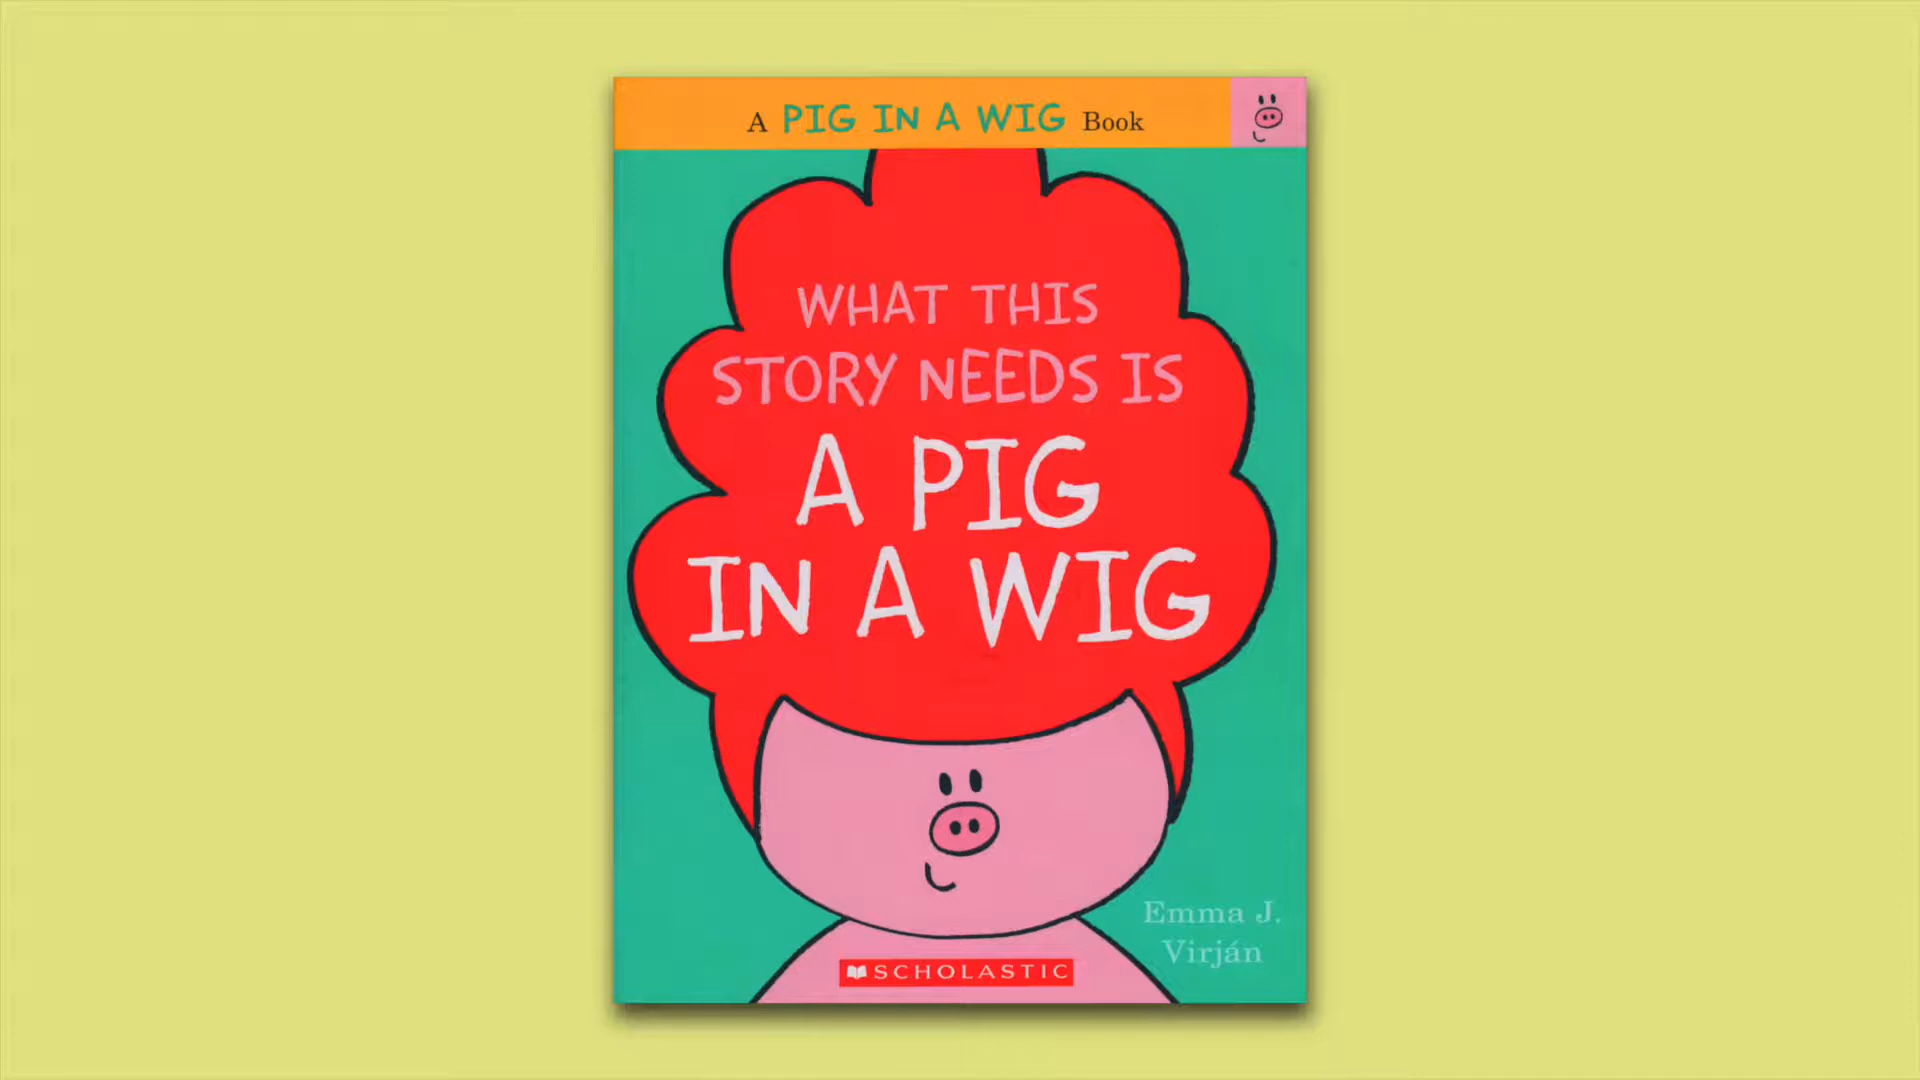 A PIG IN A WIG Book
WHAT THIS
STORY NEEDS IS
A PIG
IN A WIG
Emma J.
Virján
SCHOLASTIC